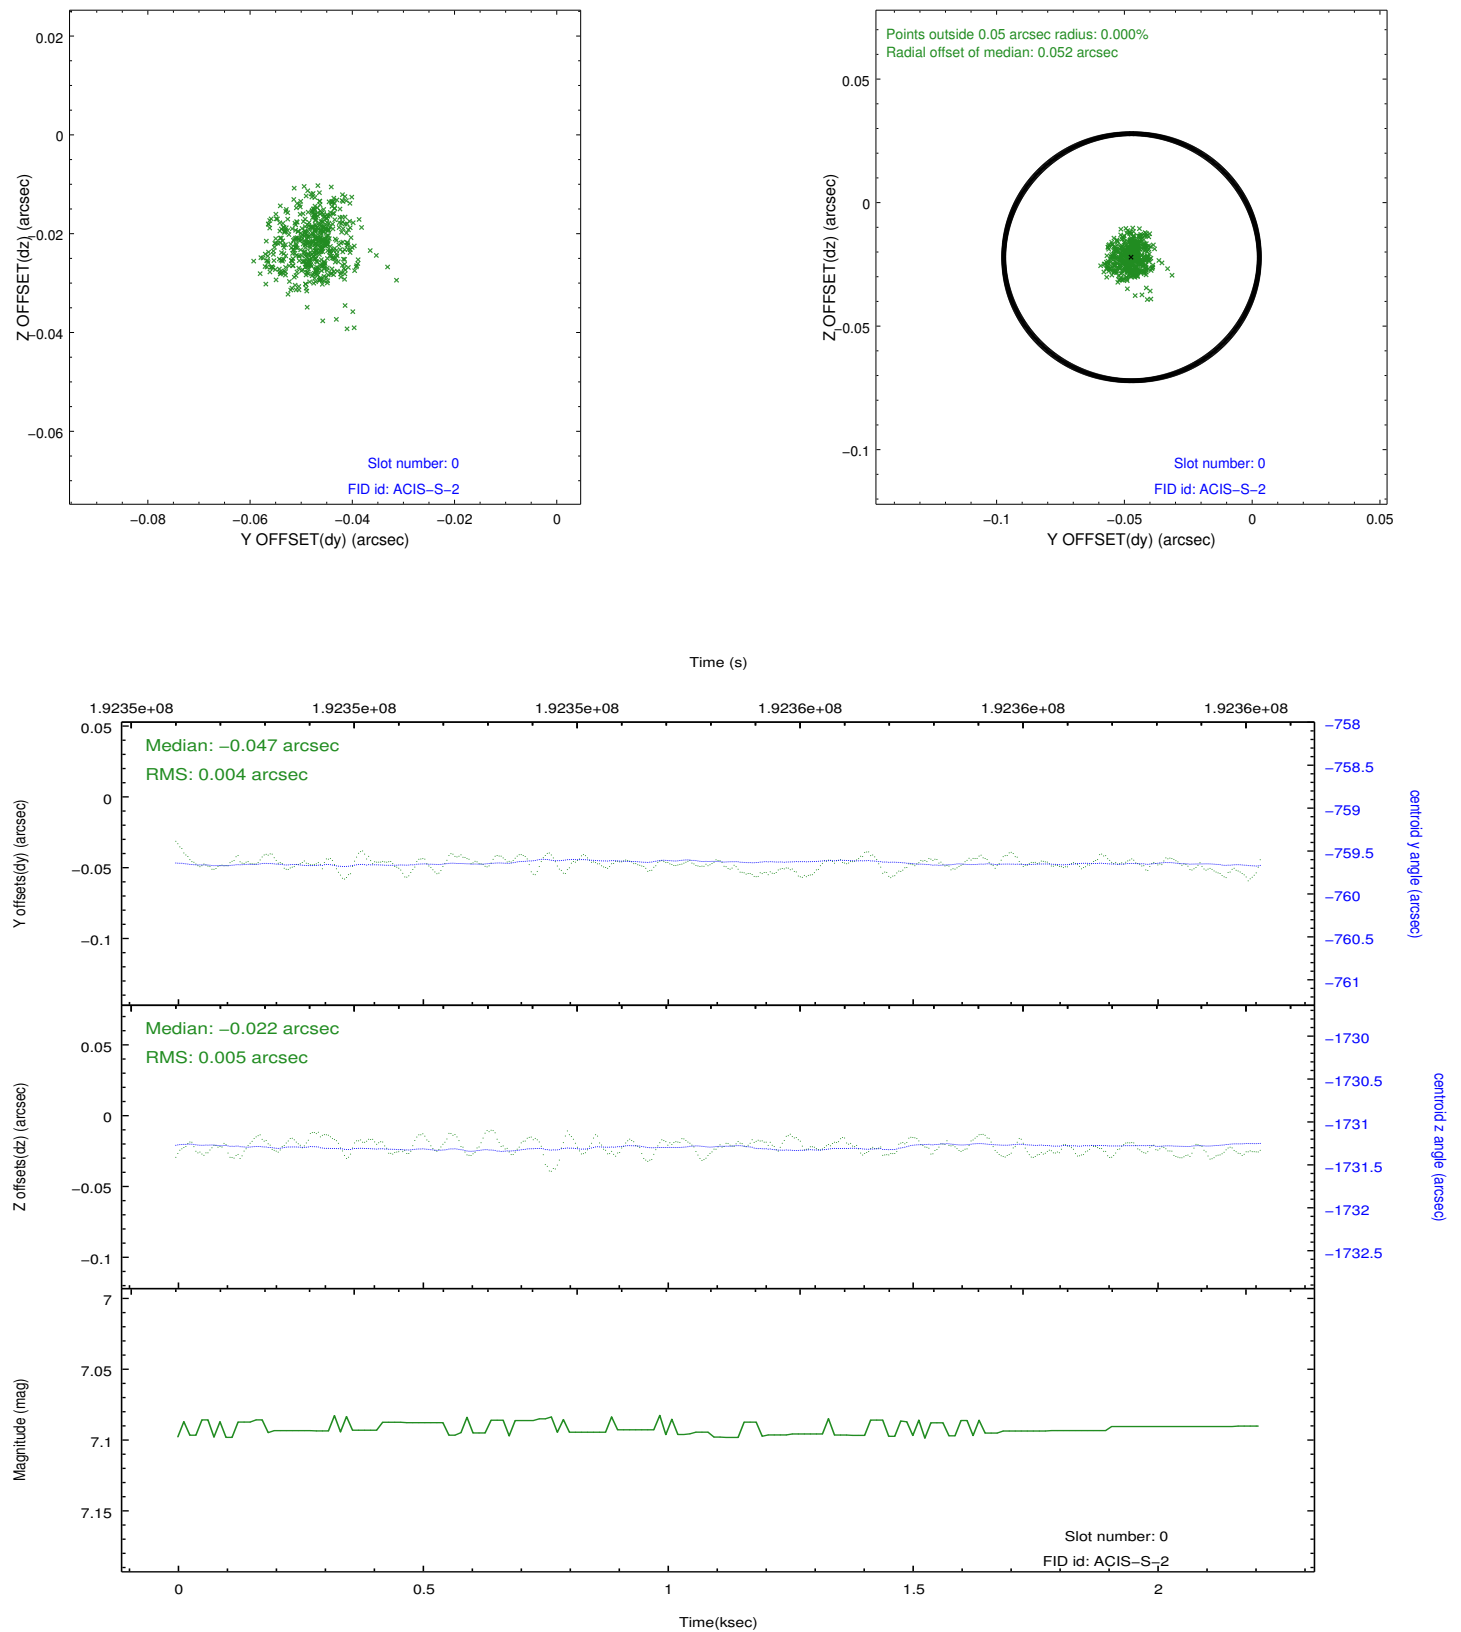 0.02
0
−0.02
−0.04
−0.06
Z OFFSET(dz) (arcsec)
Slot number: 0
FID id: ACIS−S−2
−0.08
−0.06
−0.04
−0.02
0
Y OFFSET(dy) (arcsec)
Points outside 0.05 arcsec radius: 0.000%
Radial offset of median: 0.052 arcsec
0.05
0
−0.05
−0.1
Z OFFSET(dz) (arcsec)
Slot number: 0
FID id: ACIS−S−2
−0.1
−0.05
0
0.05
Y OFFSET(dy) (arcsec)
Time (s)
1.9235e+08
1.9235e+08
1.9235e+08
1.9236e+08
1.9236e+08
1.9236e+08
Median: −0.047 arcsec
RMS: 0.004 arcsec
0.05
0
−0.05
−0.1
Y offsets(dy) (arcsec)
−758
−758.5
−759
−759.5
−760
−760.5
−761
centroid y angle (arcsec)
Median: −0.022 arcsec
RMS: 0.005 arcsec
0.05
0
−0.05
−0.1
Z offsets(dz) (arcsec)
−1730
−1730.5
−1731
−1731.5
−1732
−1732.5
centroid z angle (arcsec)
7
7.05
7.1
7.15
Magnitude (mag)
Slot number: 0
FID id: ACIS−S−2
0
0.5
1
1.5
2
Time(ksec)